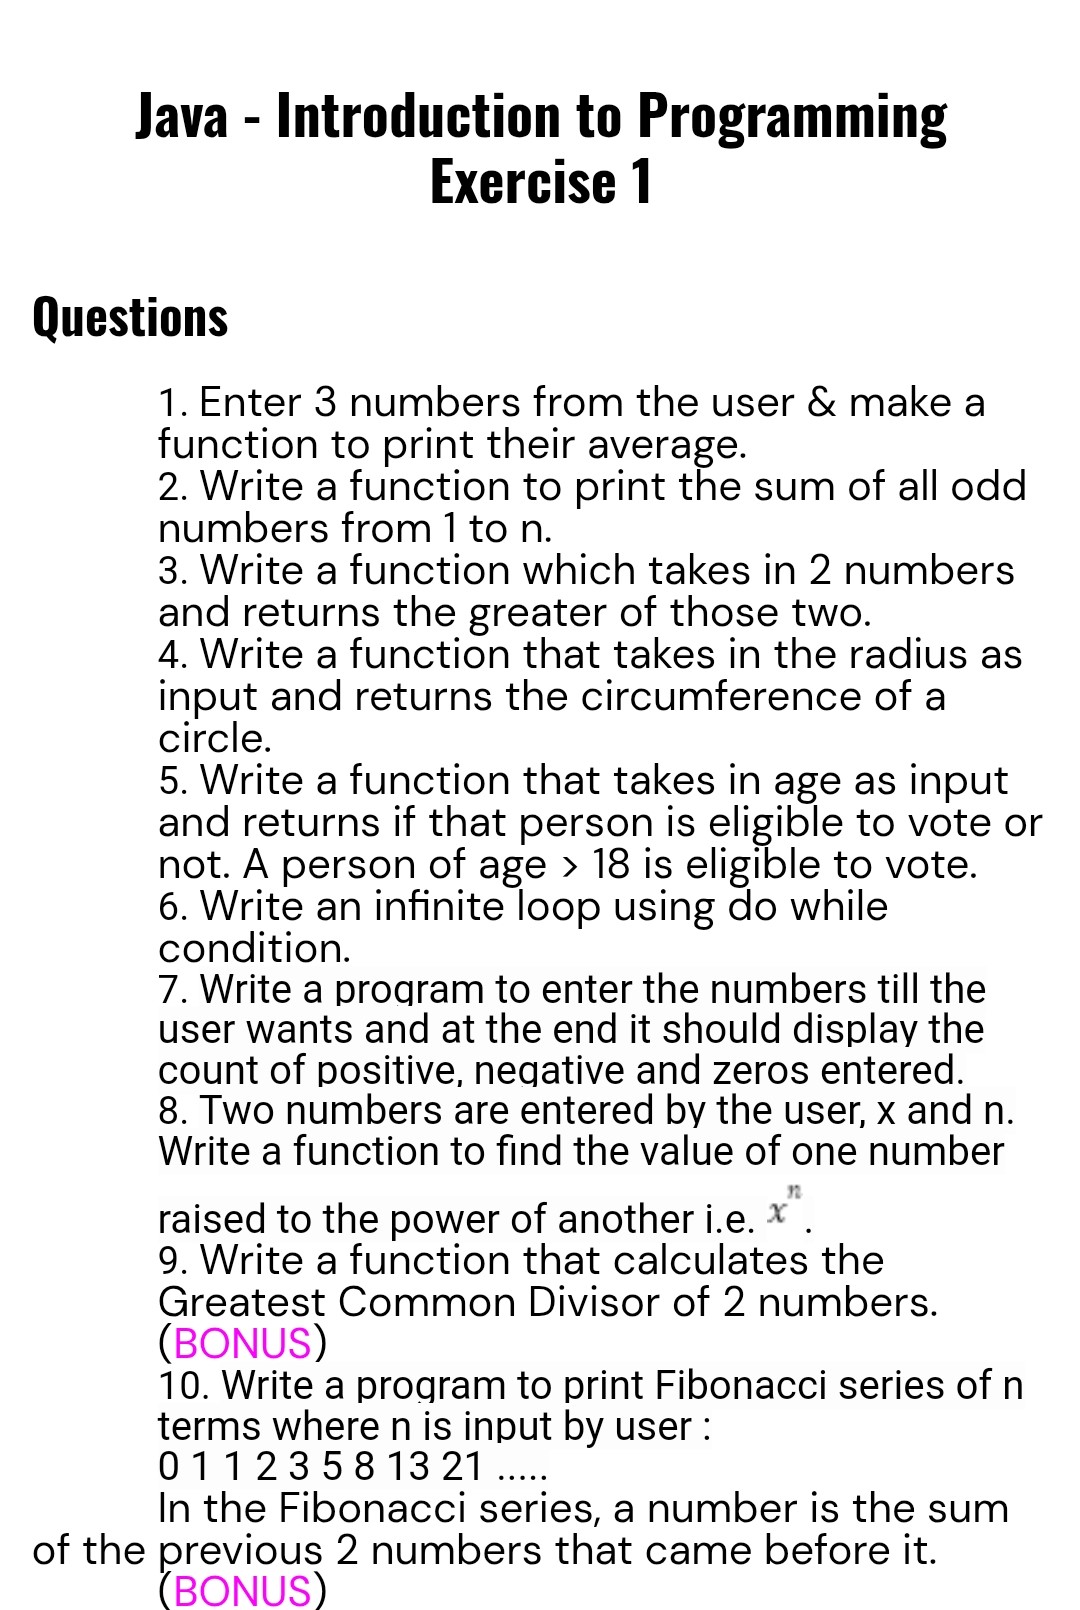 Java - Introduction to Programming
Exercise 1
Questions
1. Enter 3 numbers from the user & make a
function to print their average.
2. Write a function to print the sum of all odd
numbers from 1 to n.
3. Write a function which takes in 2 numbers
and returns the greater of those two.
4. Write a function that takes in the radius as
input and returns the circumference of a
circle.
5. Write a function that takes in age as input
and returns if that person is eligible to vote or
not. A person of age > 18 is eligible to vote.
6. Write an infinite loop using do while
condition.
7. Write a program to enter the numbers till the
user wants and at the end it should display the
count of positive, negative and zeros entered.
8. Two numbers are entered by the user, x and n.
Write a function to find the value of one number
raised to the power of another i.e. xⁿ.
9. Write a function that calculates the
Greatest Common Divisor of 2 numbers.
(BONUS)
10. Write a program to print Fibonacci series of n
terms where n is input by user :
0 1 1 2 3 5 8 13 21 .....
In the Fibonacci series, a number is the sum
of the previous 2 numbers that came before it.
(BONUS)